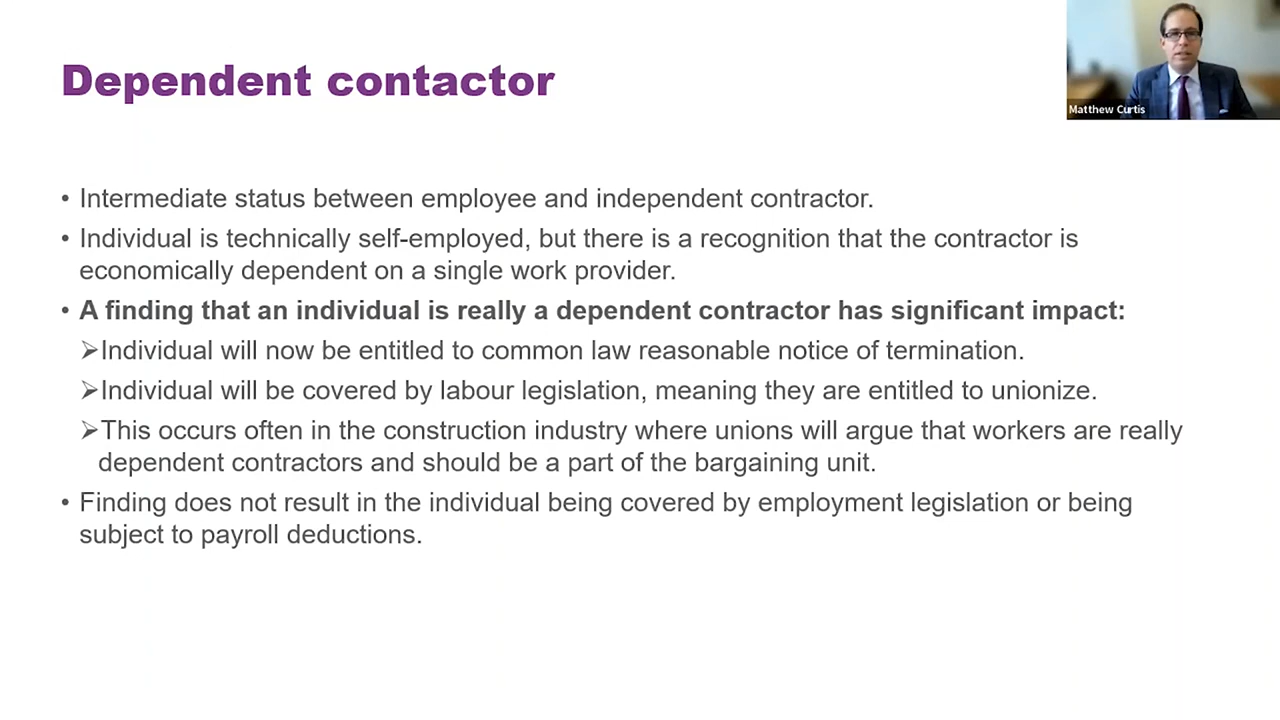 Dependent contactor
Matthew Curtis
• Intermediate status between employee and independent contractor.
• Individual is technically self-employed, but there is a recognition that the contractor is
economically dependent on a single work provider.
• A finding that an individual is really a dependent contractor has significant impact:
➢Individual will now be entitled to common law reasonable notice of termination.
➢Individual will be covered by labour legislation, meaning they are entitled to unionize.
➢This occurs often in the construction industry where unions will argue that workers are really
dependent contractors and should be a part of the bargaining unit.
• Finding does not result in the individual being covered by employment legislation or being
subject to payroll deductions.